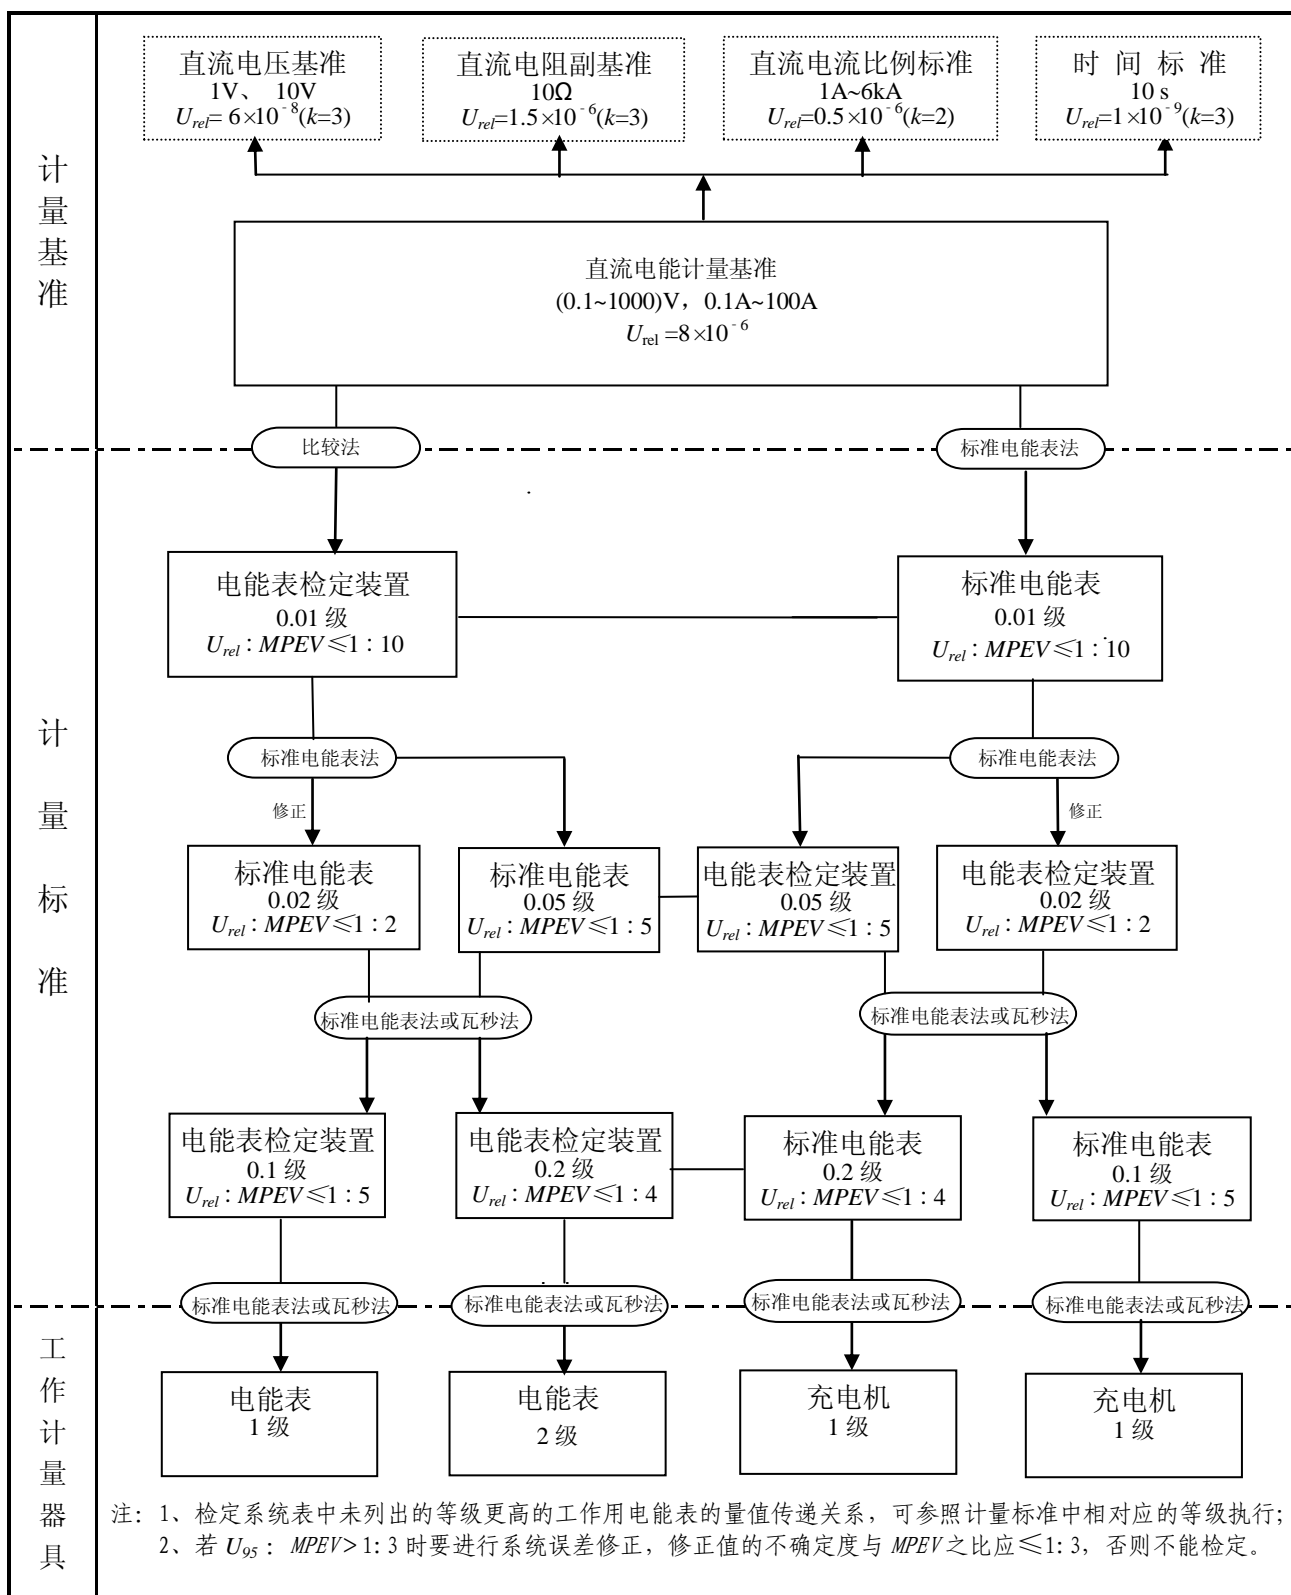 计量基准
直流电压基准
1V、 10V
Urel= 6×10⁻⁸(k=3)
直流电阻副基准
10Ω
Urel=1.5×10⁻⁶(k=3)
直流电流比例标准
1A~6kA
Urel=0.5×10⁻⁶(k=2)
时 间 标 准
10 s
Urel=1×10⁻⁹(k=3)
直流电能计量基准
(0.1~1000)V，0.1A~100A
Urel =8×10⁻⁶
比较法
标准电能表法
计量标准
电能表检定装置
0.01 级
Urel：MPEV≤1：10
标准电能表
0.01 级
Urel：MPEV≤1：10
标准电能表法
标准电能表法
修正
修正
标准电能表
0.02 级
Urel：MPEV≤1：2
标准电能表
0.05 级
Urel：MPEV≤1：5
电能表检定装置
0.05 级
Urel：MPEV≤1：5
电能表检定装置
0.02 级
Urel：MPEV≤1：2
标准电能表法或瓦秒法
标准电能表法或瓦秒法
电能表检定装置
0.1 级
Urel：MPEV≤1：5
电能表检定装置
0.2 级
Urel：MPEV≤1：4
标准电能表
0.2 级
Urel：MPEV≤1：4
标准电能表
0.1 级
Urel：MPEV≤1：5
标准电能表法或瓦秒法
标准电能表法或瓦秒法
标准电能表法或瓦秒法
标准电能表法或瓦秒法
工作计量器具
电能表
1 级
电能表
2 级
充电机
1 级
充电机
1 级
注：1、检定系统表中未列出的等级更高的工作用电能表的量值传递关系，可参照计量标准中相对应的等级执行；
2、若 U95：MPEV>1:3 时要进行系统误差修正，修正值的不确定度与 MPEV 之比应≤1:3，否则不能检定。